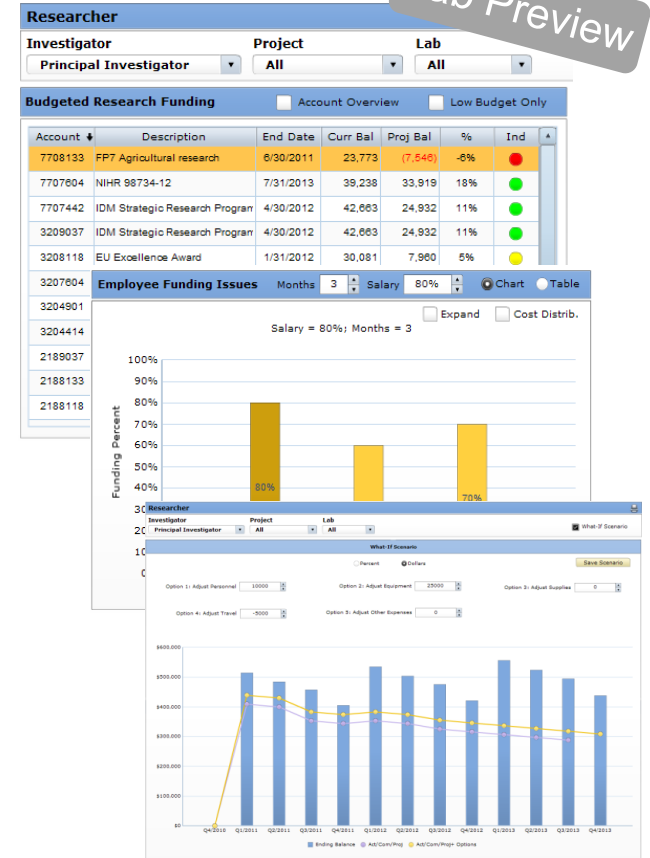 Preview
Researcher
Investigator Project Lab
Principal Investigator All All
Budgeted Research Funding Account Overview Low Budget Only
Account Description End Date Curr Bal Proj Bal % Ind
7708133 FP7 Agricultural research 6/30/2011 23,773 (7,546) -6%
7707604 NIHR 98734-12 7/31/2013 39,238 33,919 18%
7707442 IDM Strategic Research Program 4/30/2012 42,663 24,932 11%
3209037 IDM Strategic Research Program 4/30/2012 42,663 24,932 11%
3208118 EU Excellence Award 1/31/2012 30,081 7,960 5%
3207604
3204901
3204414
2189037
2188133
2188118
Employee Funding Issues Months 3 Salary 80% Chart Table
Expand Cost Distrib.
Salary = 80%; Months = 3
Funding Percent
100%
90%
80%
70%
60%
50%
40%
80% 70%
Researcher
Investigator Project Lab
Principal Investigator All All What-If Scenario
What-If Scenario
Percent Dollars Save Scenario
Option 1: Adjust Personnel 10000 Option 2: Adjust Equipment 25000 Option 3: Adjust Supplies 0
Option 4: Adjust Travel -5000 Option 5: Adjust Other Expenses 0
$600,000
$500,000
$400,000
$300,000
$200,000
$100,000
$0
Q4/2010 Q1/2011 Q2/2011 Q3/2011 Q4/2011 Q1/2012 Q2/2012 Q3/2012 Q4/2012 Q1/2013 Q2/2013 Q3/2013 Q4/2013
Ending Balance Act/Com/Proj Act/Com/Proj+ Options